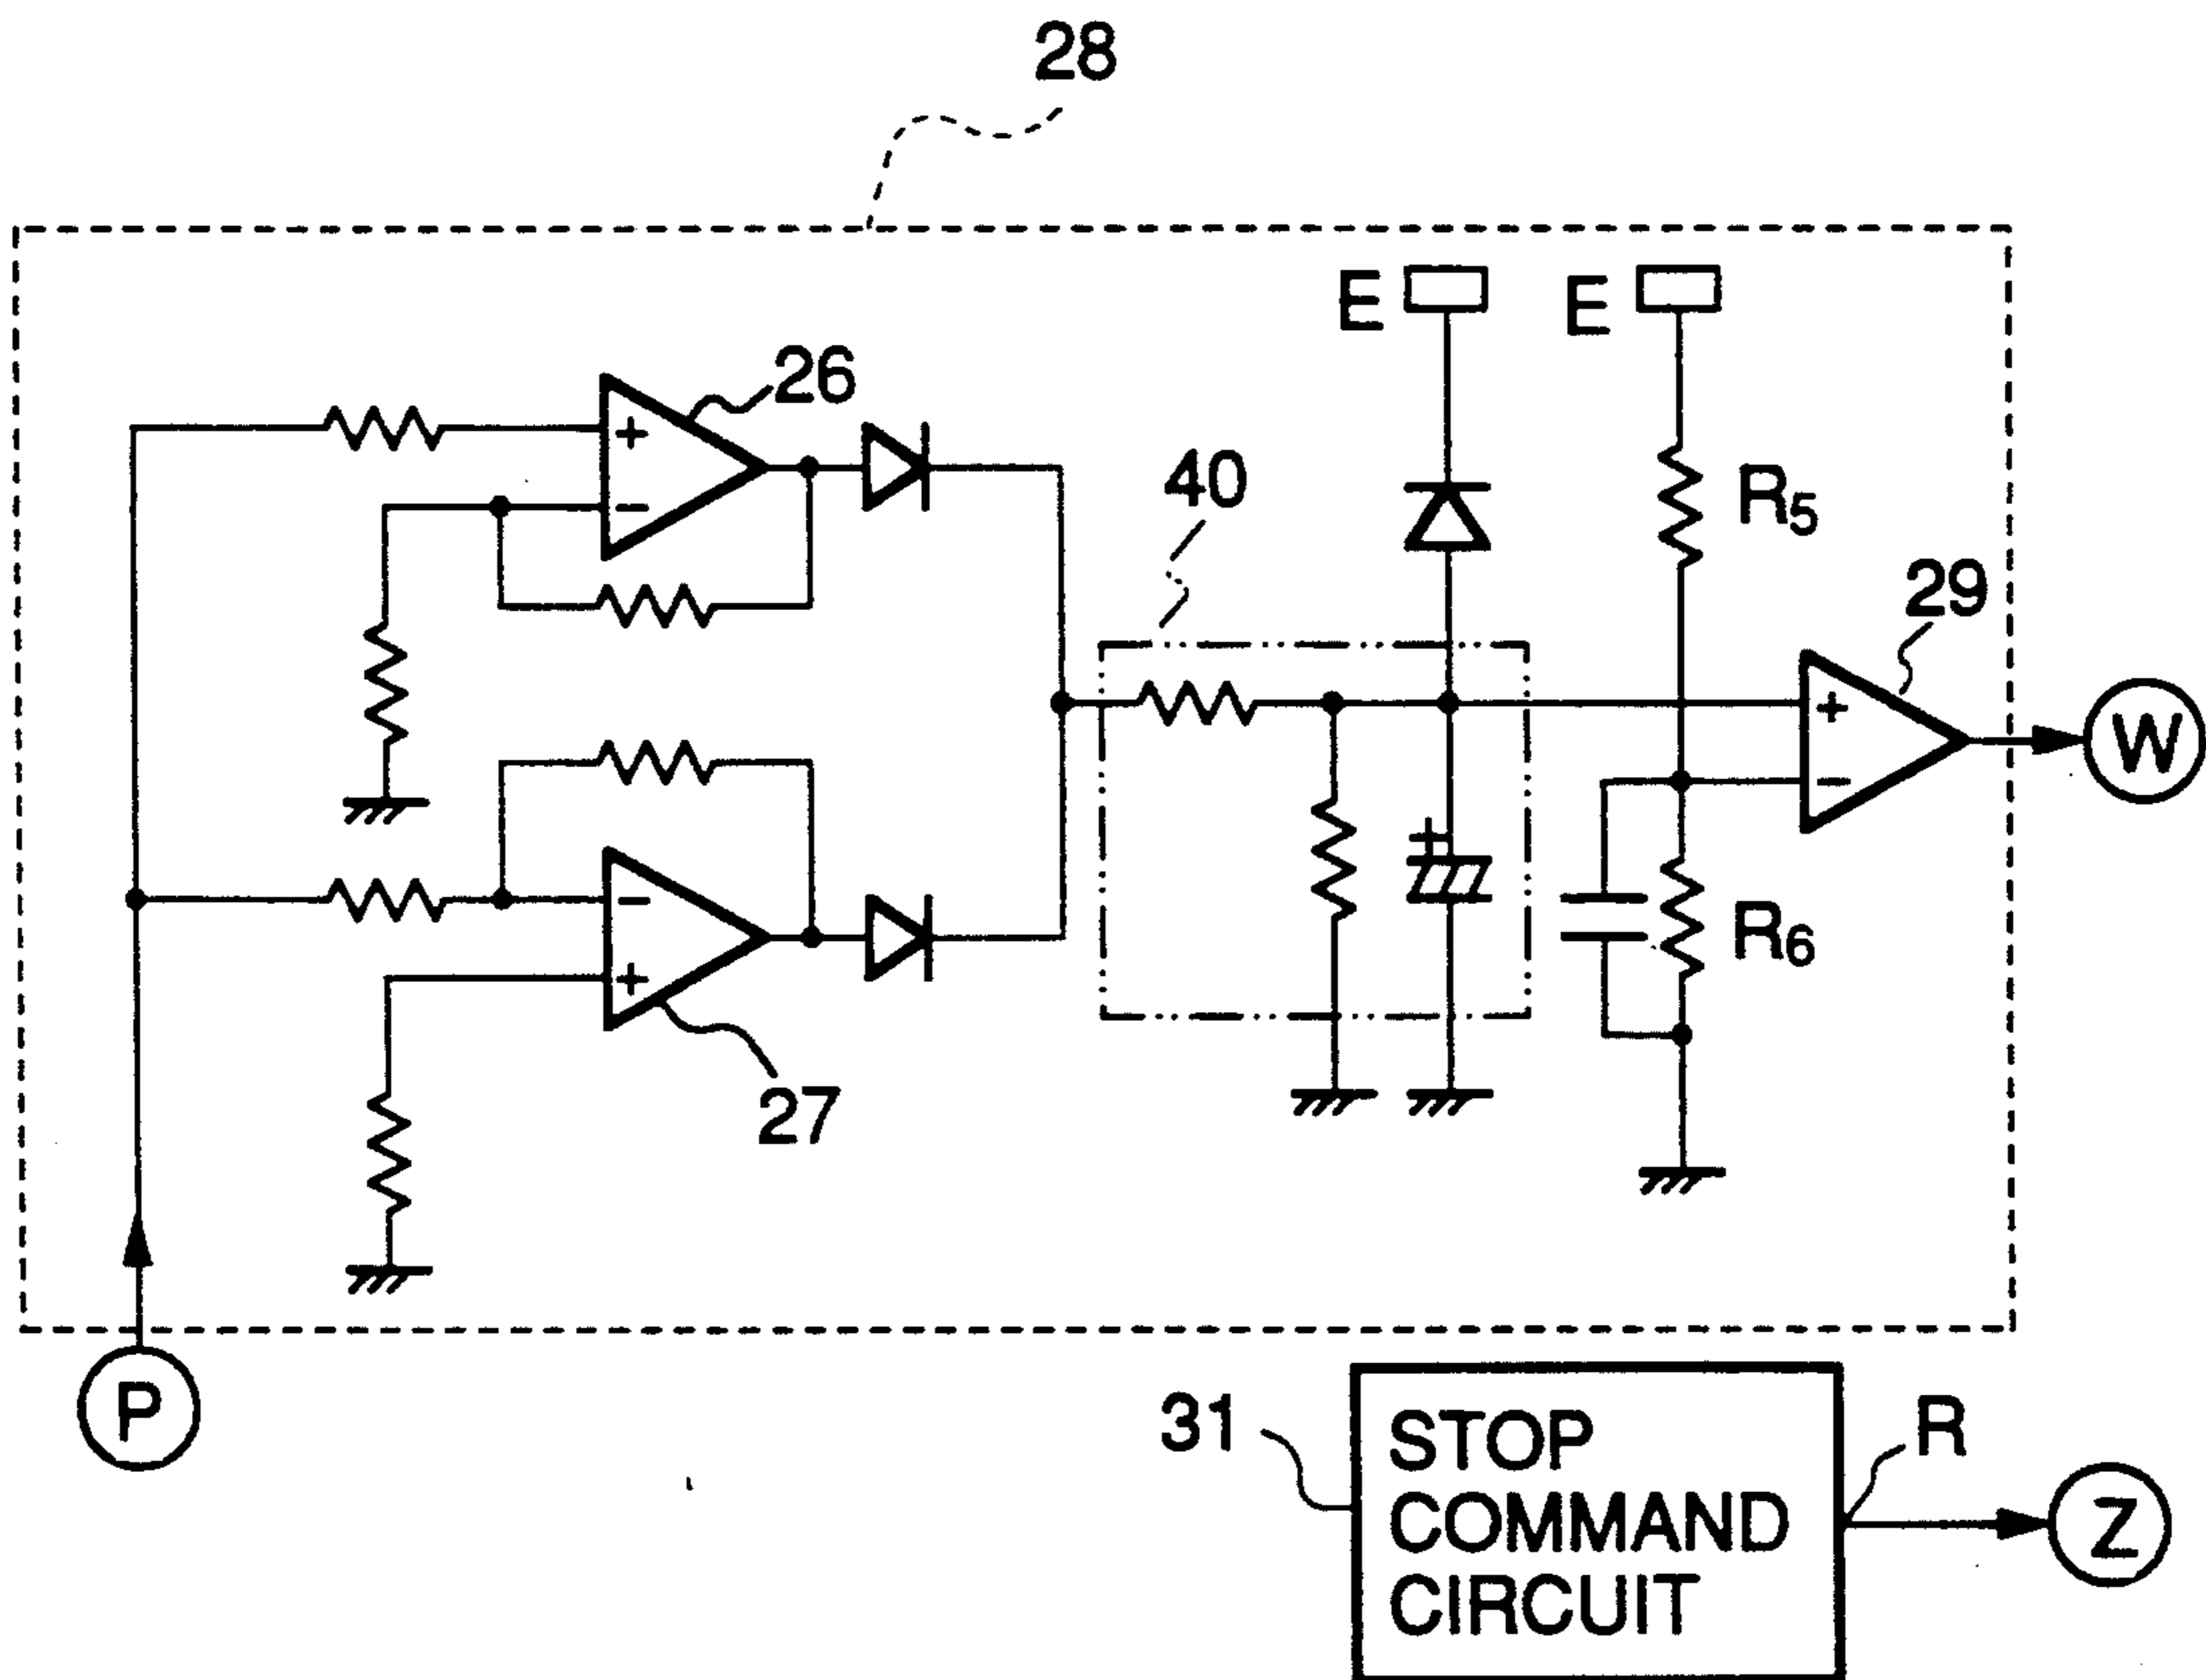 28
E
E
26
+
−
40
R5
29
+
−
W
−
+
27
R6
P
31
STOP
COMMAND
CIRCUIT
R
Z